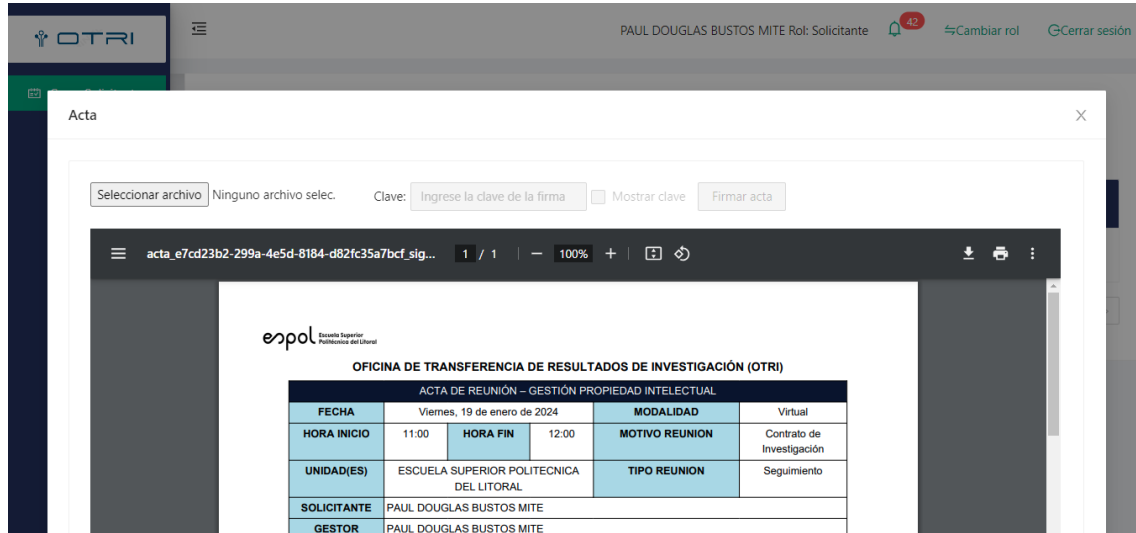 OTRI
PAUL DOUGLAS BUSTOS MITE Rol: Solicitante 42 Cambiar rol Cerrar sesión
Acta
Seleccionar archivo Ninguno archivo selec. Clave: Ingrese la clave de la firma Mostrar clave Firmar acta
acta_e7cd23b2-299a-4e5d-8184-d82fc35a7bcf_sig... 1 / 1 100%
espol Escuela Superior
Politécnica del Litoral
OFICINA DE TRANSFERENCIA DE RESULTADOS DE INVESTIGACIÓN (OTRI)
ACTA DE REUNIÓN – GESTIÓN PROPIEDAD INTELECTUAL
FECHA Viernes, 19 de enero de 2024 MODALIDAD Virtual
HORA INICIO 11:00 HORA FIN 12:00 MOTIVO REUNION Contrato de
Investigación
UNIDAD(ES) ESCUELA SUPERIOR POLITECNICA TIPO REUNION Seguimiento
DEL LITORAL
SOLICITANTE PAUL DOUGLAS BUSTOS MITE
GESTOR PAUL DOUGLAS BUSTOS MITE